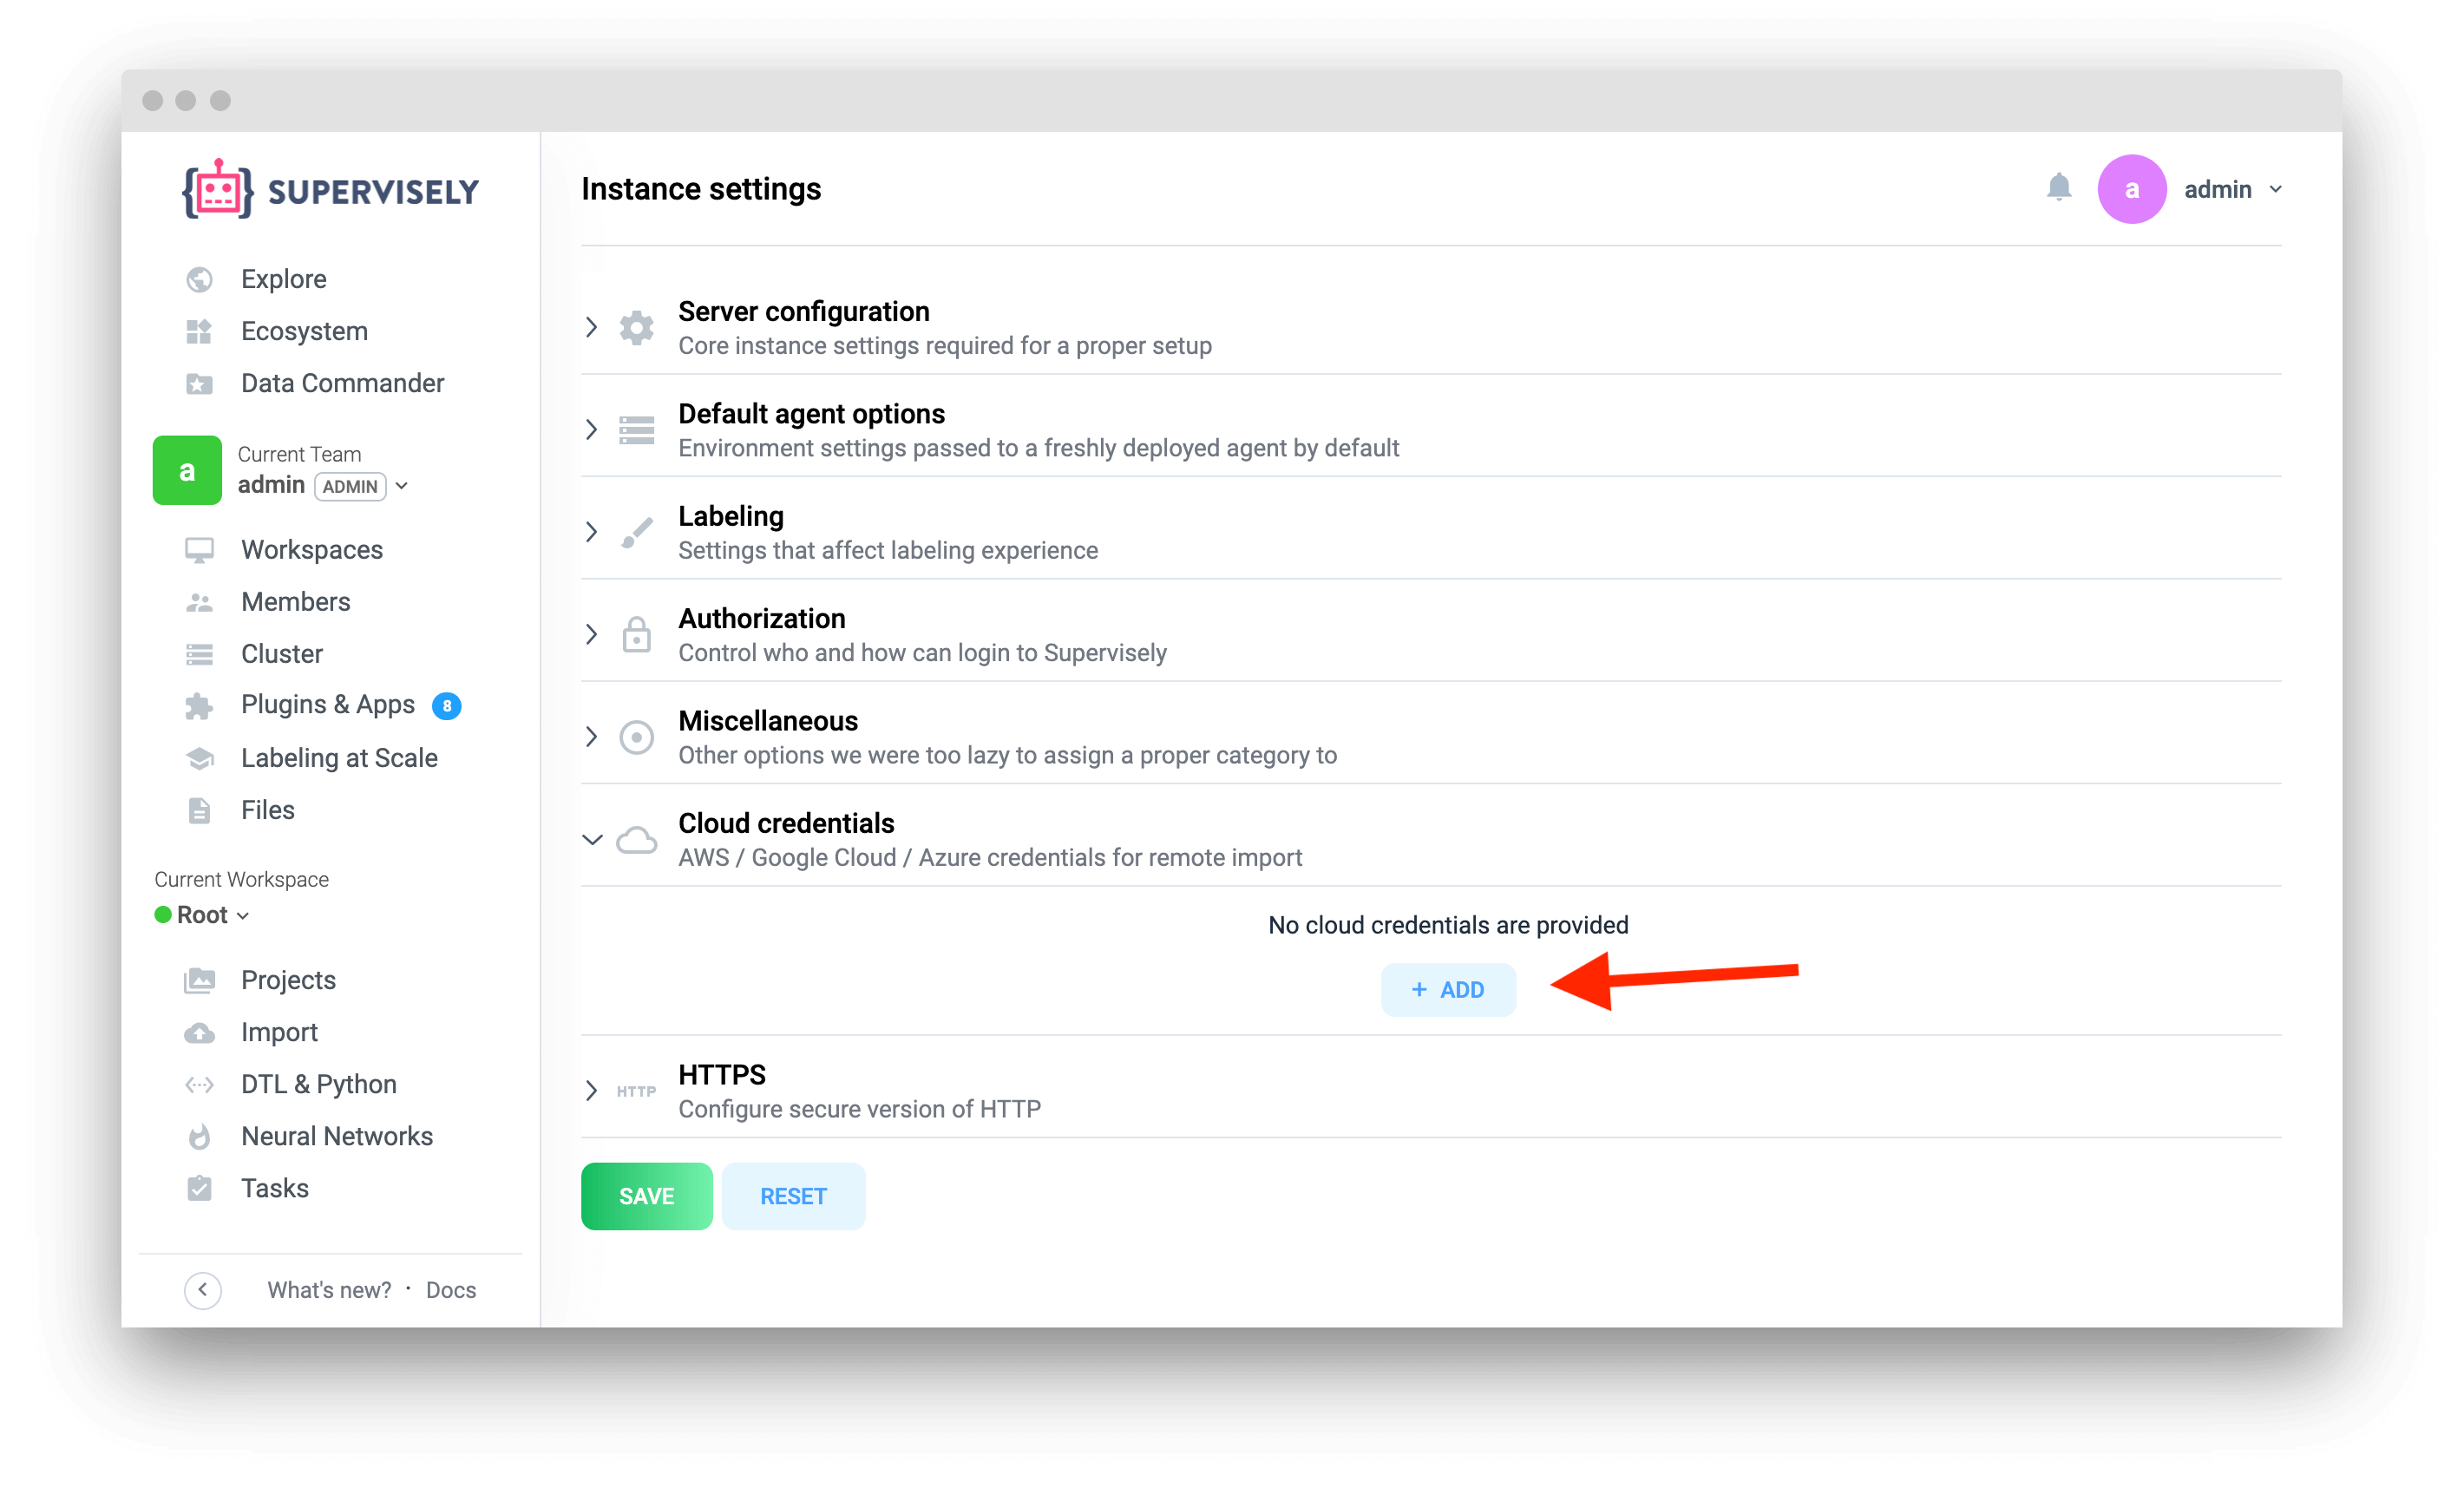 SUPERVISELY
Explore
Ecosystem
Data Commander
a
Current Team
admin ADMIN
Workspaces
Members
Cluster
Plugins & Apps 8
Labeling at Scale
Files
Current Workspace
Root
Projects
Import
DTL & Python
Neural Networks
Tasks
What's new? · Docs
Instance settings
a admin
Server configuration
Core instance settings required for a proper setup
Default agent options
Environment settings passed to a freshly deployed agent by default
Labeling
Settings that affect labeling experience
Authorization
Control who and how can login to Supervisely
Miscellaneous
Other options we were too lazy to assign a proper category to
Cloud credentials
AWS / Google Cloud / Azure credentials for remote import
No cloud credentials are provided
+ ADD
HTTP
HTTPS
Configure secure version of HTTP
SAVE RESET